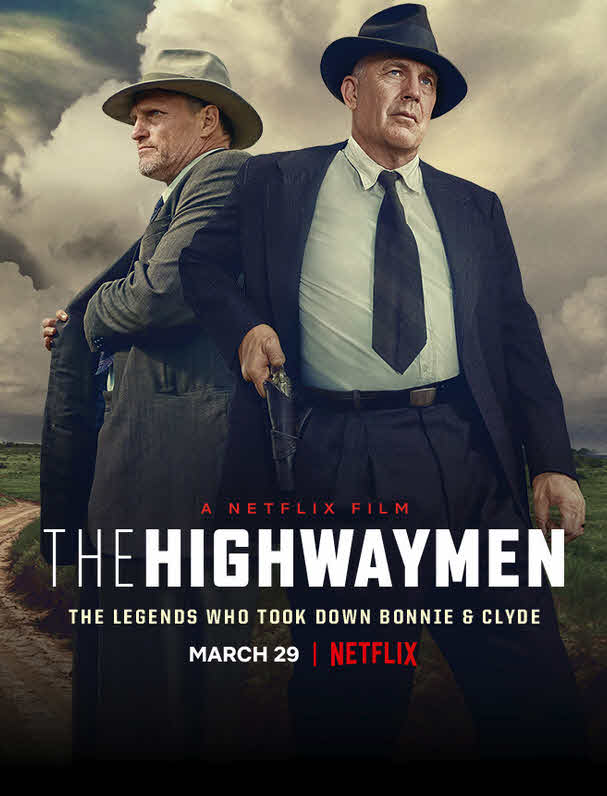 A NETFLIX FILM
THE HIGHWAYMEN
THE LEGENDS WHO TOOK DOWN BONNIE & CLYDE
MARCH 29 | NETFLIX